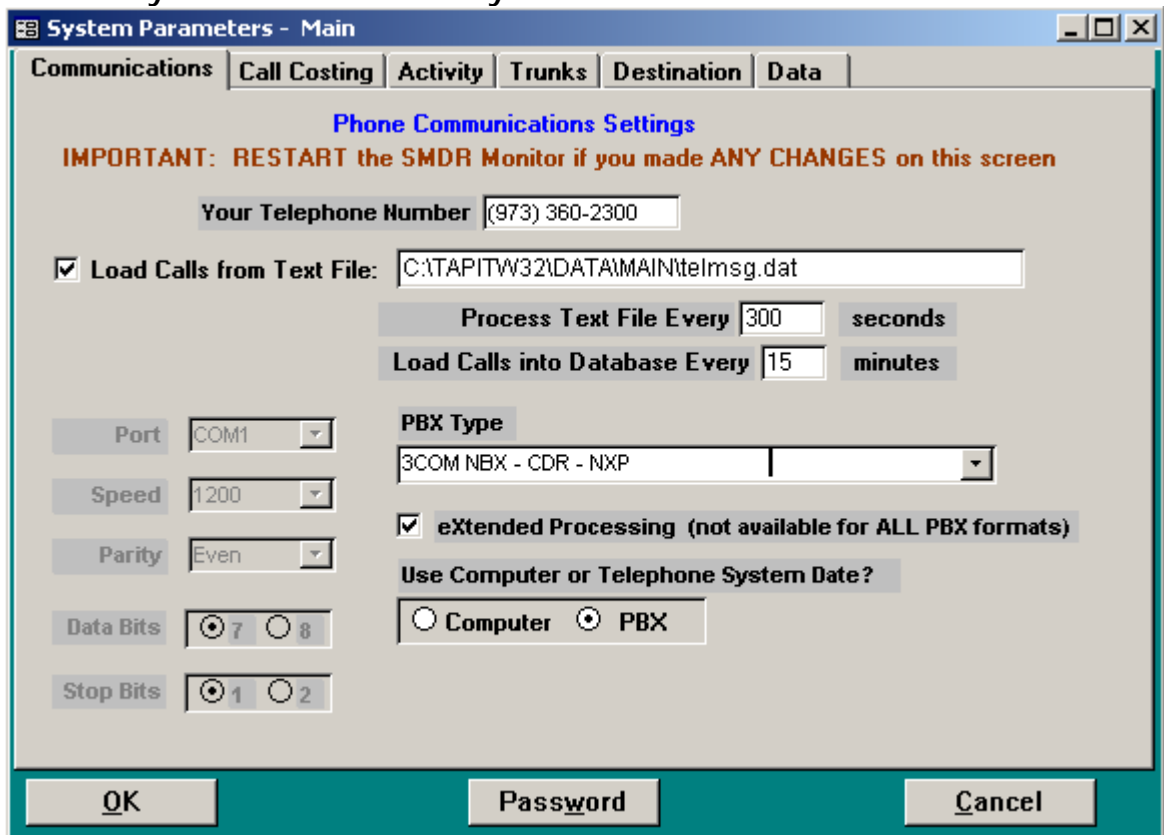 System Parameters - Main
Communications Call Costing Activity Trunks Destination Data
Phone Communications Settings
IMPORTANT: RESTART the SMDR Monitor if you made ANY CHANGES on this screen
Your Telephone Number (973) 360-2300
Load Calls from Text File: C:\TAPITW32\DATA\MAIN\telmsg.dat
Process Text File Every 300 seconds
Load Calls into Database Every 15 minutes
Port COM1
PBX Type
3COM NBX - CDR - NXP
Speed 1200
eXtended Processing (not available for ALL PBX formats)
Parity Even
Use Computer or Telephone System Date?
Data Bits 7 8
Computer PBX
Stop Bits 1 2
OK Password Cancel